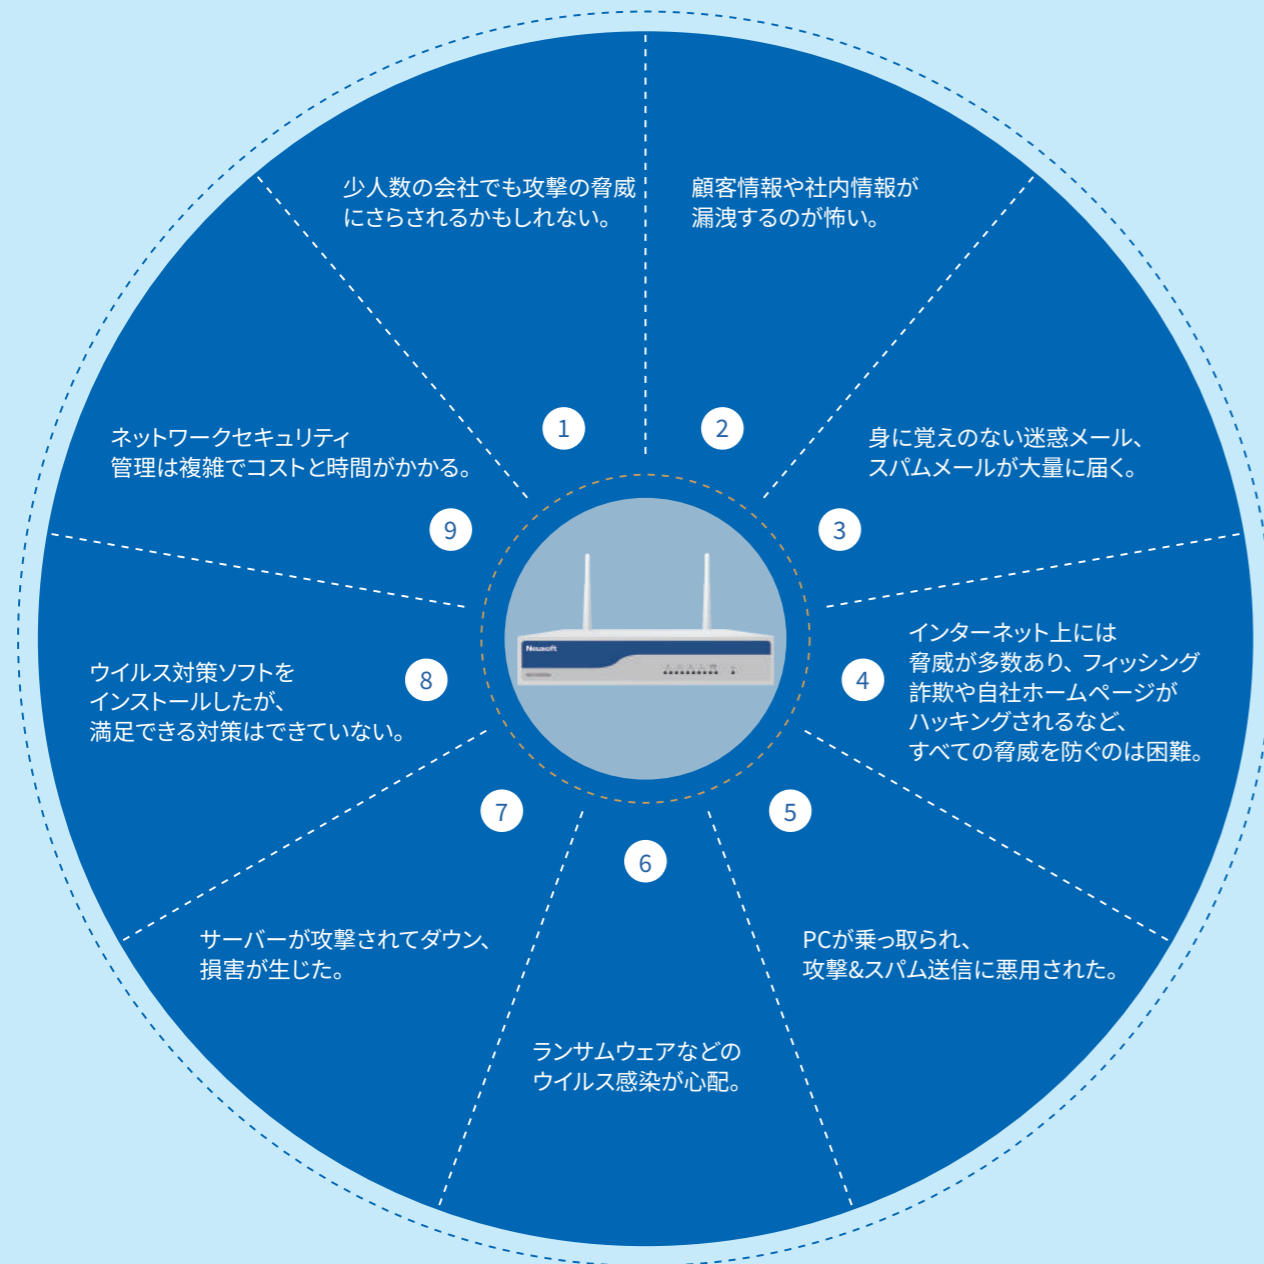 少人数の会社でも攻撃の脅威
にさらされるかもしれない。
1
顧客情報や社内情報が
漏洩するのが怖い。
2
身に覚えのない迷惑メール、
スパムメールが大量に届く。
3
インターネット上には
脅威が多数あり、フィッシング
詐欺や自社ホームページが
ハッキングされるなど、
すべての脅威を防ぐのは困難。
4
PCが乗っ取られ、
攻撃&スパム送信に悪用された。
5
ランサムウェアなどの
ウイルス感染が心配。
6
サーバーが攻撃されてダウン、
損害が生じた。
7
ウイルス対策ソフトを
インストールしたが、
満足できる対策はできていない。
8
ネットワークセキュリティ
管理は複雑でコストと時間がかかる。
9
Neusoft